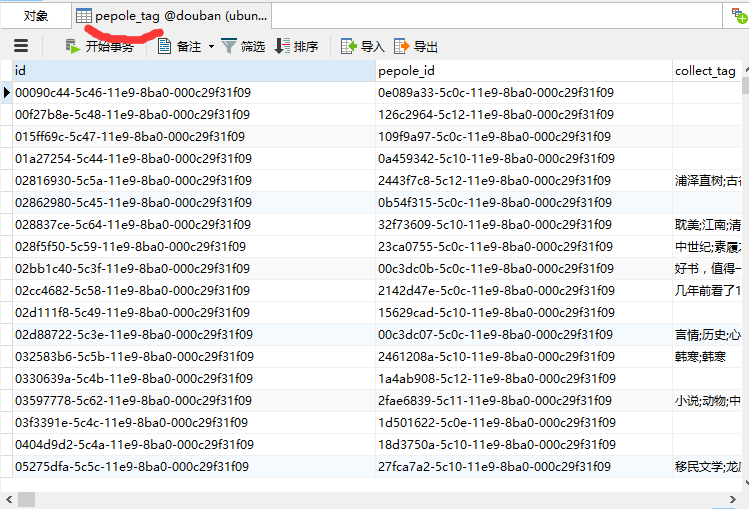 对象 pepole_tag @douban (ubun...
开始事务 备注 筛选 排序 导入 导出
id pepole_id collect_tag
00090c44-5c46-11e9-8ba0-000c29f31f09 0e089a33-5c0c-11e9-8ba0-000c29f31f09
00f27b8e-5c48-11e9-8ba0-000c29f31f09 126c2964-5c12-11e9-8ba0-000c29f31f09
015ff69c-5c47-11e9-8ba0-000c29f31f09 109f9a97-5c0c-11e9-8ba0-000c29f31f09
01a27254-5c44-11e9-8ba0-000c29f31f09 0a459342-5c10-11e9-8ba0-000c29f31f09
02816930-5c5a-11e9-8ba0-000c29f31f09 2443f7c8-5c12-11e9-8ba0-000c29f31f09 浦泽直树;古谷
02862980-5c45-11e9-8ba0-000c29f31f09 0b54f315-5c0c-11e9-8ba0-000c29f31f09
028837ce-5c64-11e9-8ba0-000c29f31f09 32f73609-5c10-11e9-8ba0-000c29f31f09 耽美;江南;清
028f5f50-5c59-11e9-8ba0-000c29f31f09 23ca0755-5c0c-11e9-8ba0-000c29f31f09 中世纪;素履
02bb1c40-5c3f-11e9-8ba0-000c29f31f09 00c3dc0b-5c0c-11e9-8ba0-000c29f31f09 好书，值得一
02cc4682-5c58-11e9-8ba0-000c29f31f09 2142d47e-5c0c-11e9-8ba0-000c29f31f09 几年前看了1
02d111f8-5c49-11e9-8ba0-000c29f31f09 15629cad-5c10-11e9-8ba0-000c29f31f09
02d88722-5c3e-11e9-8ba0-000c29f31f09 00c3dc07-5c0c-11e9-8ba0-000c29f31f09 言情;历史;心
032583b6-5c5b-11e9-8ba0-000c29f31f09 2461208a-5c10-11e9-8ba0-000c29f31f09 韩寒;韩寒
0330639a-5c4b-11e9-8ba0-000c29f31f09 1a4ab908-5c12-11e9-8ba0-000c29f31f09
03597778-5c62-11e9-8ba0-000c29f31f09 2fae6839-5c11-11e9-8ba0-000c29f31f09 小说;动物;中
03f3391e-5c4c-11e9-8ba0-000c29f31f09 1d501622-5c0e-11e9-8ba0-000c29f31f09
0404d9d2-5c4a-11e9-8ba0-000c29f31f09 18d3750a-5c10-11e9-8ba0-000c29f31f09
05275dfa-5c5c-11e9-8ba0-000c29f31f09 27fca7a2-5c10-11e9-8ba0-000c29f31f09 移民文学;龙